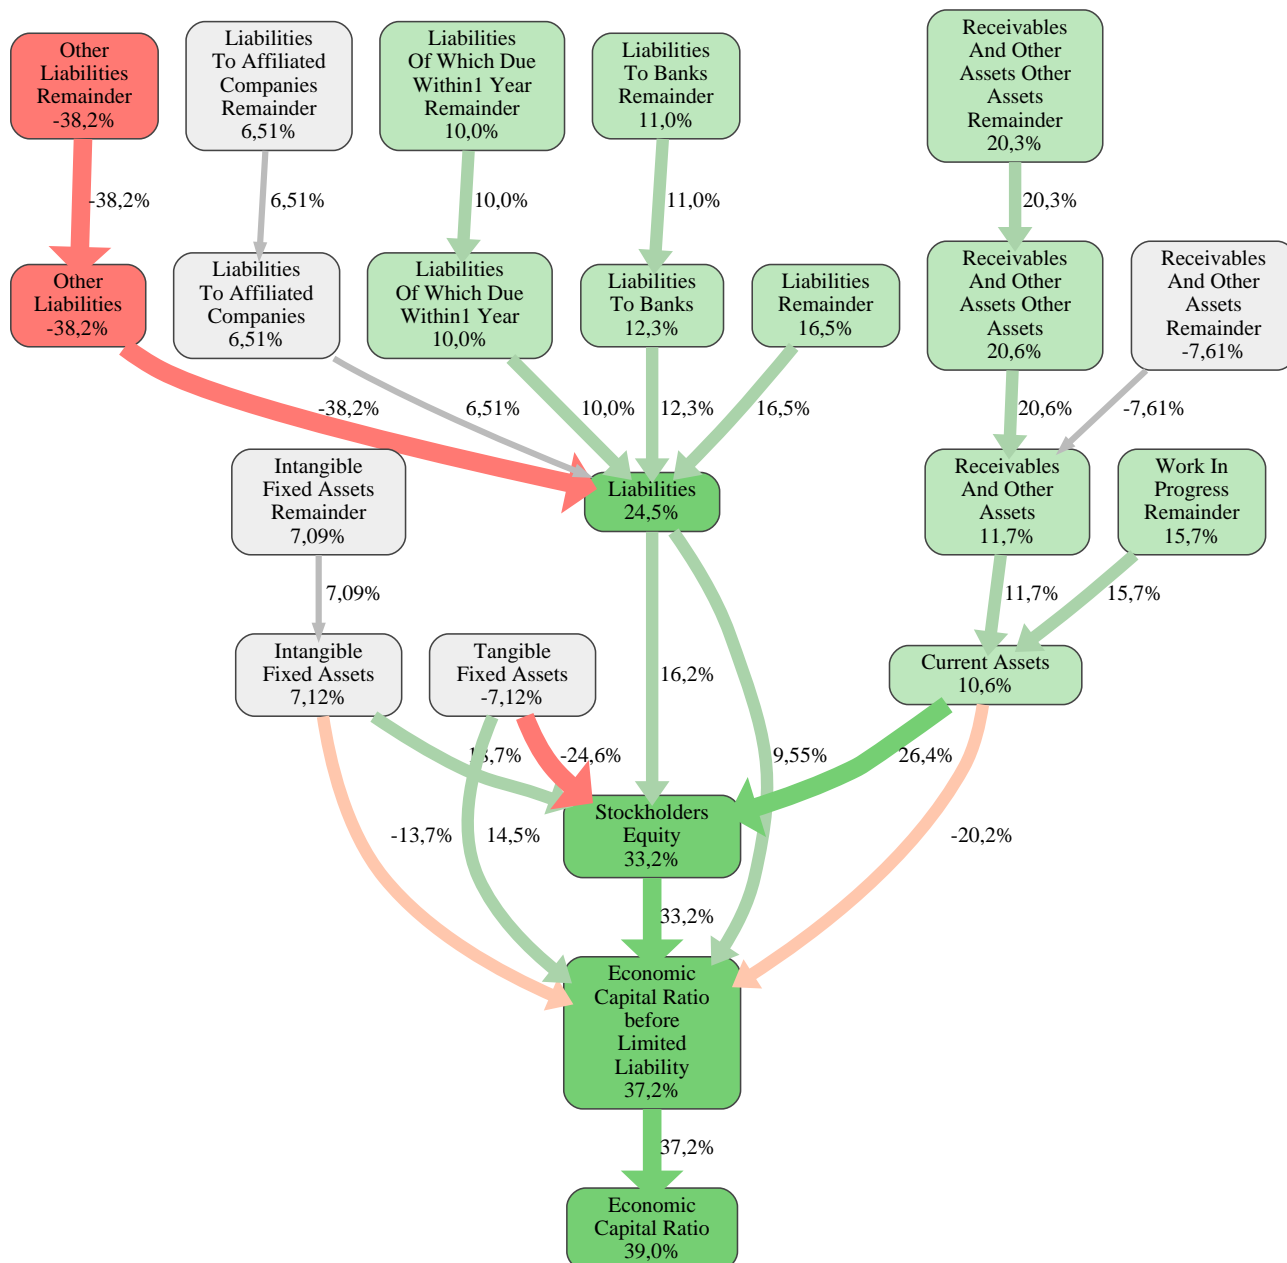 Other
Liabilities
Remainder
-38,2%
Liabilities
To Affiliated
Companies
Remainder
6,51%
Liabilities
Of Which Due
Within1 Year
Remainder
10,0%
Liabilities
To Banks
Remainder
11,0%
Receivables
And Other
Assets Other
Assets
Remainder
20,3%
-38,2%
6,51%
10,0%
11,0%
20,3%
Other
Liabilities
-38,2%
Liabilities
To Affiliated
Companies
6,51%
Liabilities
Of Which Due
Within1 Year
10,0%
Liabilities
To Banks
12,3%
Liabilities
Remainder
16,5%
Receivables
And Other
Assets Other
Assets
20,6%
Receivables
And Other
Assets
Remainder
-7,61%
-38,2%
6,51%
10,0%
12,3%
16,5%
20,6%
-7,61%
Intangible
Fixed Assets
Remainder
7,09%
Liabilities
24,5%
Receivables
And Other
Assets
11,7%
Work In
Progress
Remainder
15,7%
7,09%
11,7%
15,7%
Intangible
Fixed Assets
7,12%
Tangible
Fixed Assets
-7,12%
16,2%
Current Assets
10,6%
18,7%
-24,6%
9,55%
26,4%
Stockholders
Equity
33,2%
-13,7%
14,5%
-20,2%
33,2%
Economic
Capital Ratio
before
Limited
Liability
37,2%
37,2%
Economic
Capital Ratio
39,0%